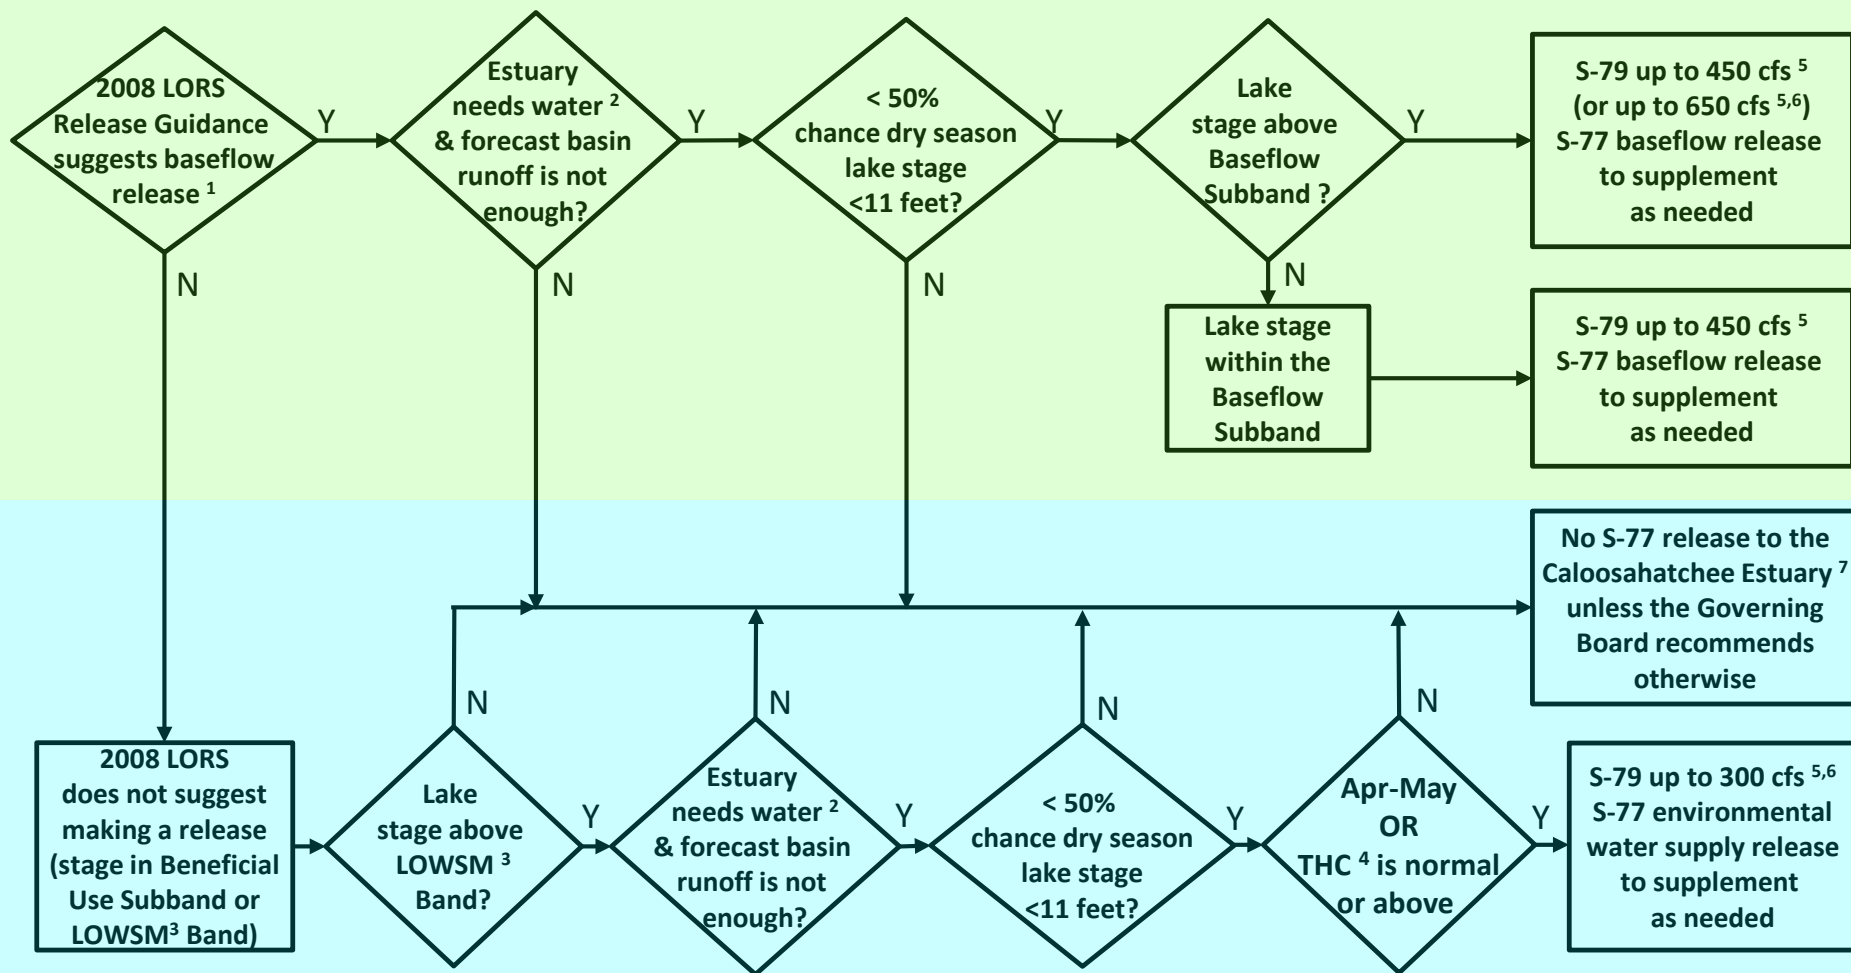 2008 LORS
Release Guidance
suggests baseflow
release 1
Y
N
Estuary
needs water 2
& forecast basin
runoff is not
enough?
Y
N
< 50%
chance dry season
lake stage
<11 feet?
Y
N
Lake
stage above
Baseflow
Subband ?
Y
N
S-79 up to 450 cfs 5
(or up to 650 cfs 5,6)
S-77 baseflow release
to supplement
as needed
Lake stage
within the
Baseflow
Subband
S-79 up to 450 cfs 5
S-77 baseflow release
to supplement
as needed
No S-77 release to the
Caloosahatchee Estuary 7
unless the Governing
Board recommends
otherwise
2008 LORS
does not suggest
making a release
(stage in Beneficial
Use Subband or
LOWSM3 Band)
Lake
stage above
LOWSM 3
Band?
N
Y
Estuary
needs water 2
& forecast basin
runoff is not
enough?
N
Y
< 50%
chance dry season
lake stage
<11 feet?
N
Y
Apr-May
OR
THC 4 is normal
or above
N
Y
S-79 up to 300 cfs 5,6
S-77 environmental
water supply release
to supplement
as needed